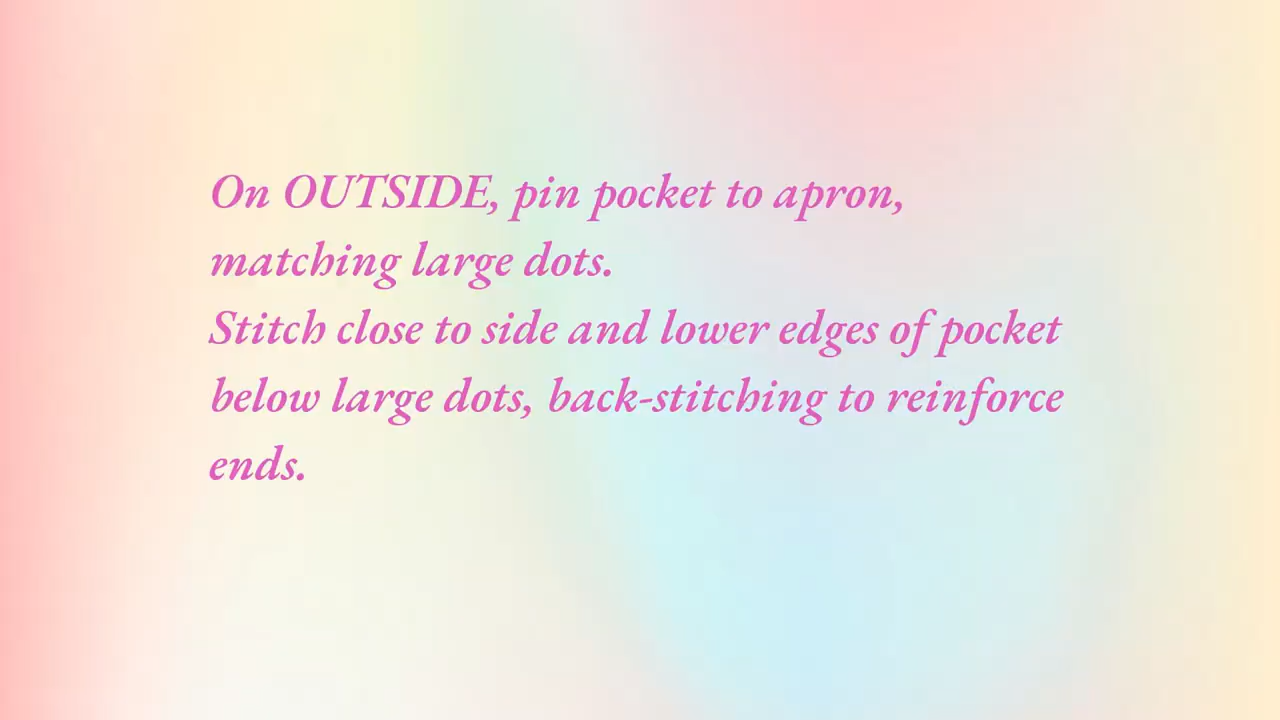 On OUTSIDE, pin pocket to apron,
matching large dots.
Stitch close to side and lower edges of pocket
below large dots, back-stitching to reinforce
ends.